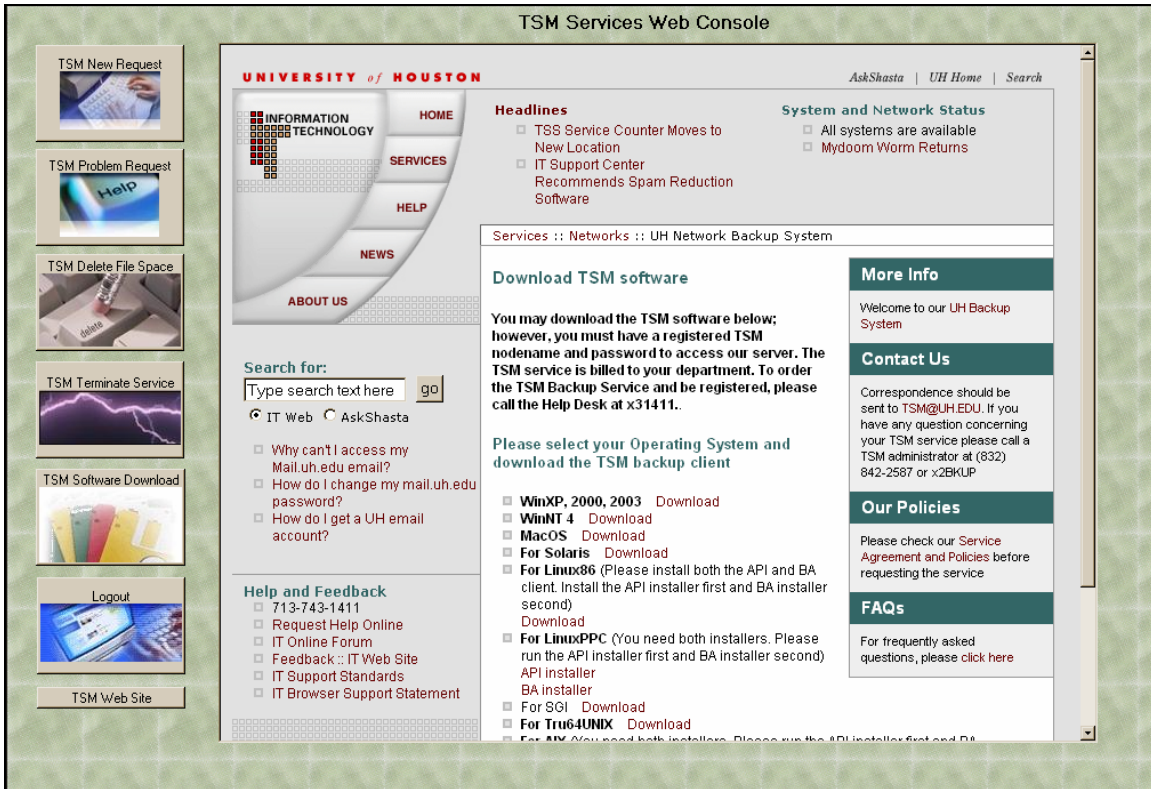 TSM Services Web Console
TSM New Request
TSM Problem Request
Help
TSM Delete File Space
delete
TSM Terminate Service
TSM Software Download
Logout
TSM Web Site
UNIVERSITY of HOUSTON
AskShasta | UH Home | Search
INFORMATION
TECHNOLOGY
HOME
SERVICES
HELP
NEWS
ABOUT US
Headlines
TSS Service Counter Moves to
New Location
IT Support Center
Recommends Spam Reduction
Software
System and Network Status
All systems are available
Mydoom Worm Returns
Search for:
Type search text here
go
IT Web
AskShasta
Why can't I access my
Mail.uh.edu email?
How do I change my mail.uh.edu
password?
How do I get a UH email
account?
Help and Feedback
713-743-1411
Request Help Online
IT Online Forum
Feedback :: IT Web Site
IT Support Standards
IT Browser Support Statement
Services :: Networks :: UH Network Backup System
Download TSM software
You may download the TSM software below;
however, you must have a registered TSM
nodename and password to access our server. The
TSM service is billed to your department. To order
the TSM Backup Service and be registered, please
call the Help Desk at x31411..
Please select your Operating System and
download the TSM backup client
WinXP, 2000, 2003 Download
WinNT 4 Download
MacOS Download
For Solaris Download
For Linux86 (Please install both the API and BA
client. Install the API installer first and BA installer
second)
Download
For LinuxPPC (You need both installers. Please
run the API installer first and BA installer second)
API installer
BA installer
For SGI Download
For Tru64UNIX Download
For AIX (You need both installers. Please run the API installer first and BA
More Info
Welcome to our UH Backup
System
Contact Us
Correspondence should be
sent to TSM@UH.EDU. If you
have any question concerning
your TSM service please call a
TSM administrator at (832)
842-2587 or x2BKUP
Our Policies
Please check our Service
Agreement and Policies before
requesting the service
FAQs
For frequently asked
questions, please click here